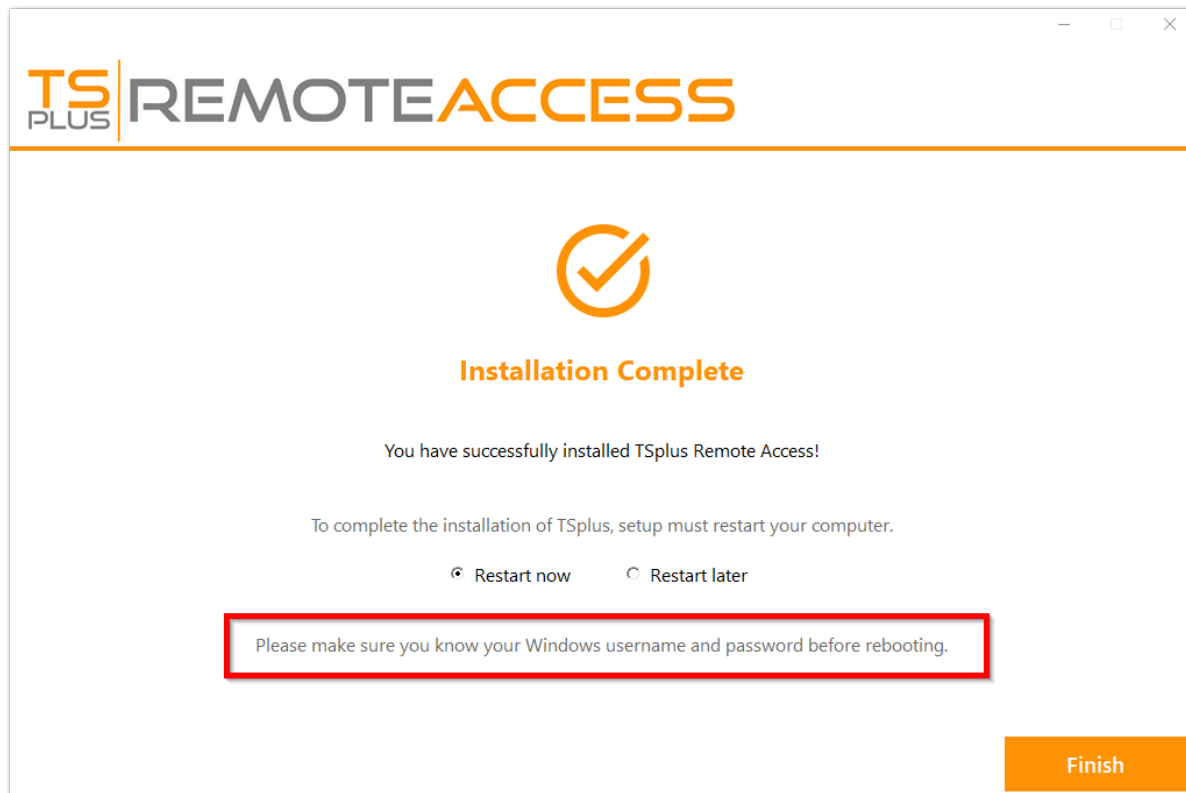 TS PLUS REMOTEACCESS
Installation Complete
You have successfully installed TSplus Remote Access!
To complete the installation of TSplus, setup must restart your computer.
Restart now Restart later
Please make sure you know your Windows username and password before rebooting.
Finish